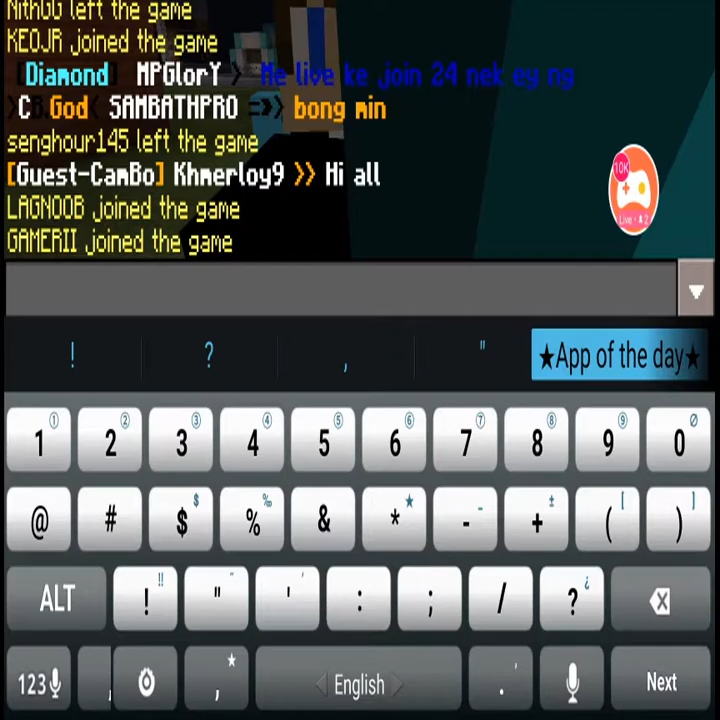 NithGG left the game
KEOJR joined the game
Diamond MPGlorY > Me live ke join 24 nek ey ng
C God SAMBATHPRO =>> bong min
senghour145 left the game
[Guest-CamBo] Khmerloy9 >> Hi all
LAGNOOB joined the game
GAMERII joined the game
10K
Live · 2
! ? , " ★App of the day★
1 2 3 4 5 6 7 8 9 0
@ # $ % & * - + ( )
ALT ! " ' : ; / ?
123 , , English . Next